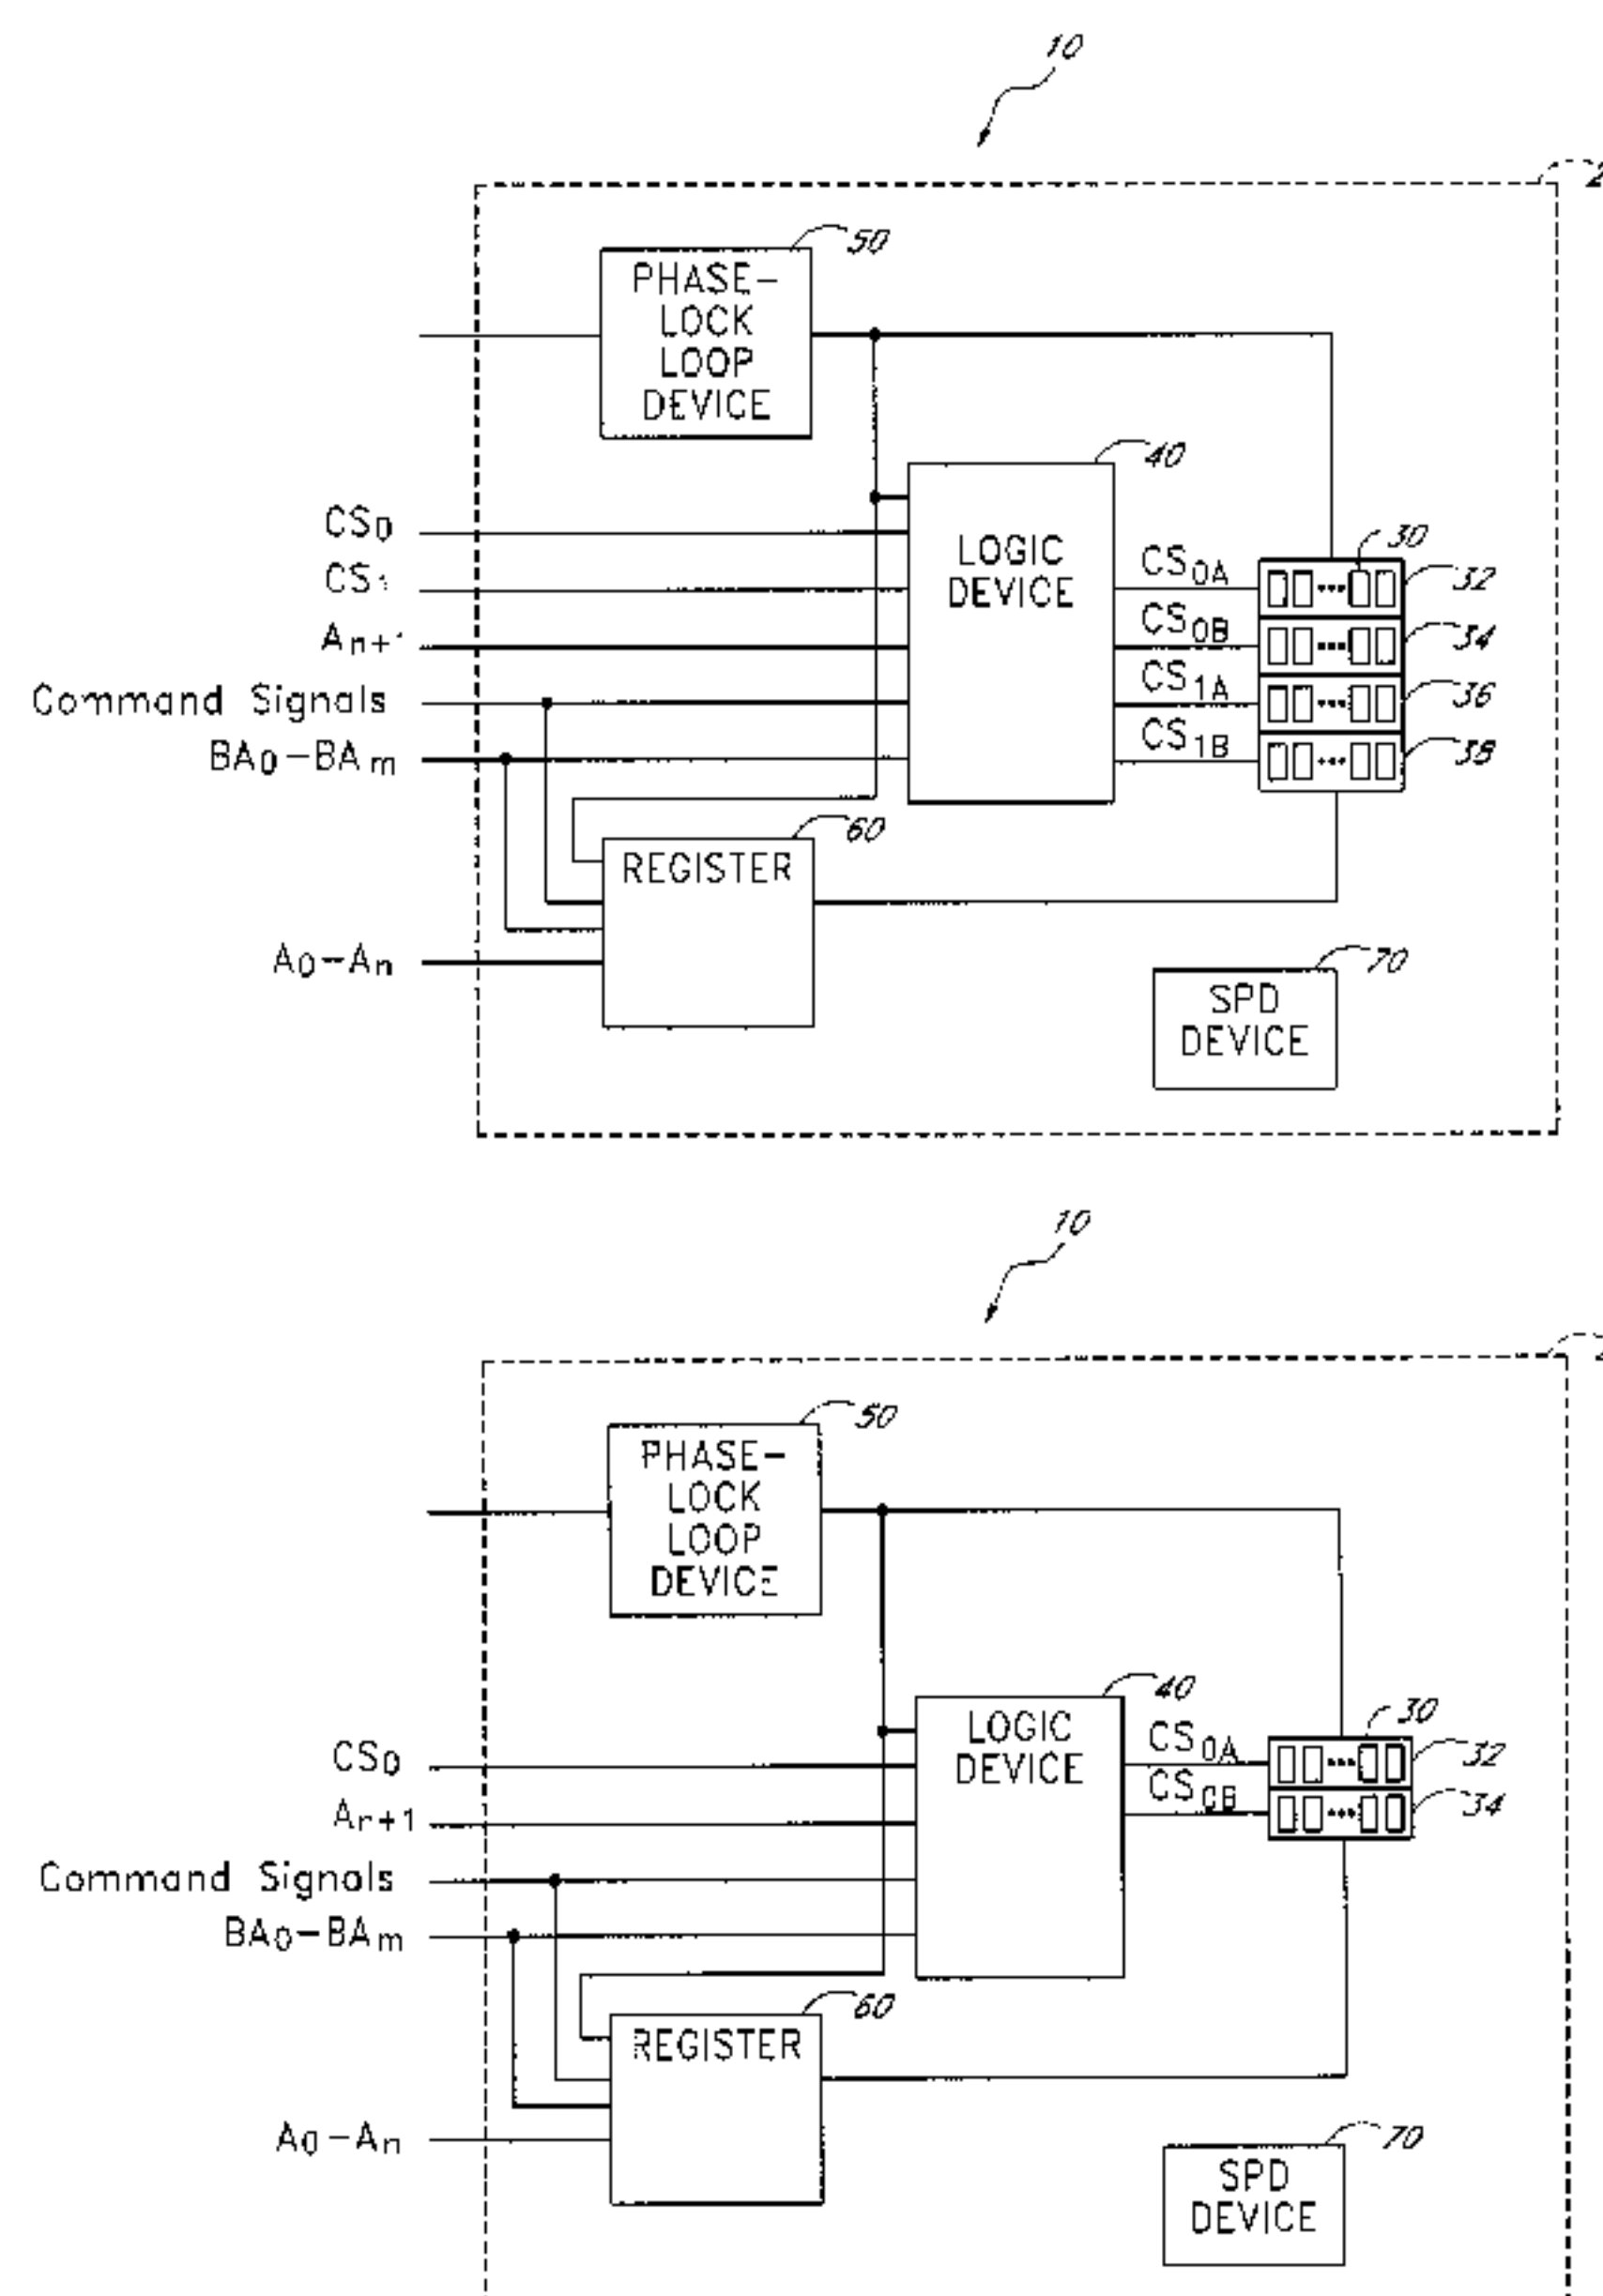 10
50
PHASE-
LOCK
LOOP
DEVICE
40
CS0
LOGIC
DEVICE
CS1
CS0A
30
32
An+1
CS0B
34
Command Signals
CS1A
36
BA0-BAm
CS1B
38
60
REGISTER
A0-An
70
SPD
DEVICE
10
50
PHASE-
LOCK
LOOP
DEVICE
40
LOGIC
DEVICE
CS0
CS0A
30
32
An+1
CS0B
34
Command Signals
BA0-BAm
60
REGISTER
A0-An
70
SPD
DEVICE